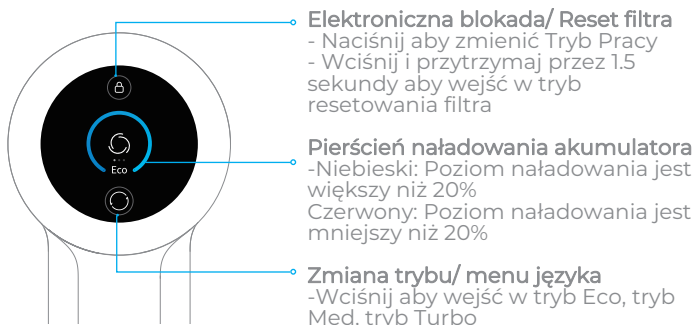 Elektroniczna blokada/ Reset filtra
- Naciśnij aby zmienić Tryb Pracy
- Wciśnij i przytrzymaj przez 1.5
sekundy aby wejść w tryb
resetowania filtra
Pierścień naładowania akumulatora
-Niebieski: Poziom naładowania jest
większy niż 20%
Czerwony: Poziom naładowania jest
mniejszy niż 20%
Eco
Zmiana trybu/ menu języka
-Wciśnij aby wejść w tryb Eco, tryb
Med, tryb Turbo